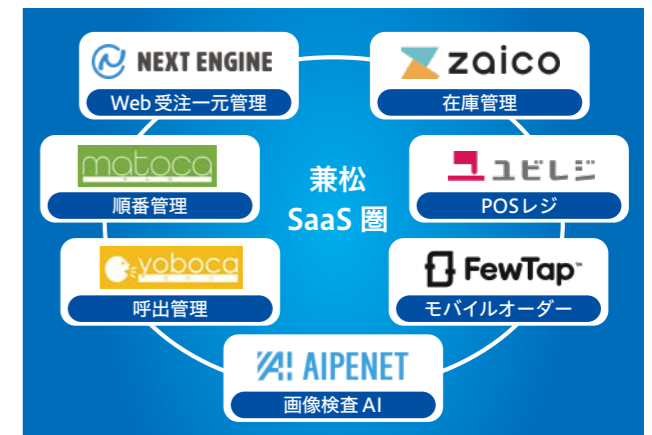 NEXT ENGINE
Web受注一元管理
zaico
在庫管理
matoca
順番管理
兼松
SaaS 圏
ユビレジ
POSレジ
yoboca
呼出管理
FewTap™
モバイルオーダー
AI AIPENET
画像検査 AI